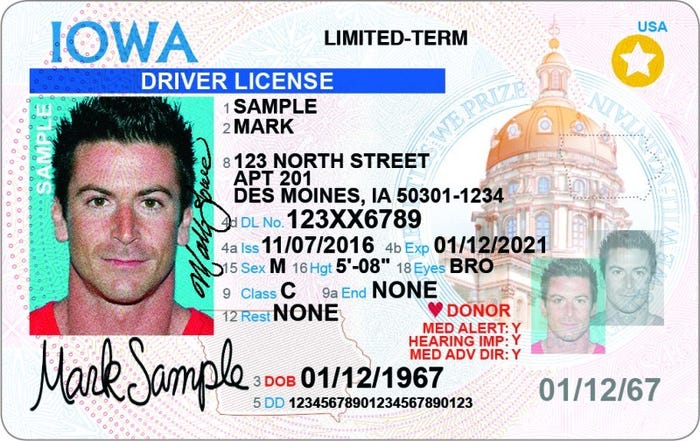 IOWA
LIMITED-TERM
USA
DRIVER LICENSE
SAMPLE
1 SAMPLE
2 MARK
8 123 NORTH STREET
APT 201
DES MOINES, IA 50301-1234
4d DL No. 123XX6789
4a Iss 11/07/2016 4b Exp 01/12/2021
15 Sex M 16 Hgt 5'-08" 18 Eyes BRO
9 Class C 9a End NONE
12 Rest NONE
♥ DONOR
MED ALERT: Y
HEARING IMP: Y
MED ADV DIR: Y
Mark Sample
3 DOB 01/12/1967
5 DD 12345678901234567890123
01/12/67
WE PRIZE